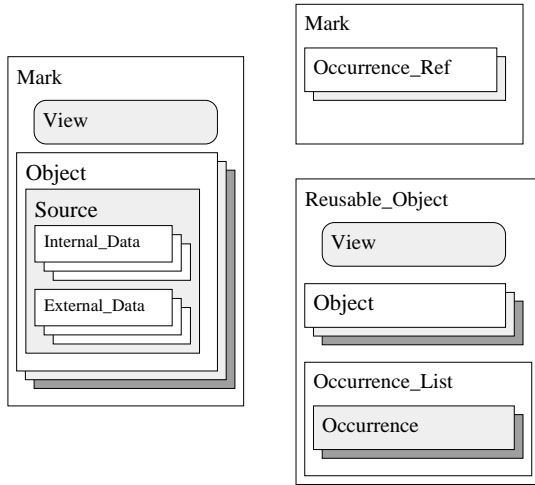 Mark
View
Object
Source
Internal_Data
External_Data
Mark
Occurrence_Ref
Reusable_Object
View
Object
Occurrence_List
Occurrence